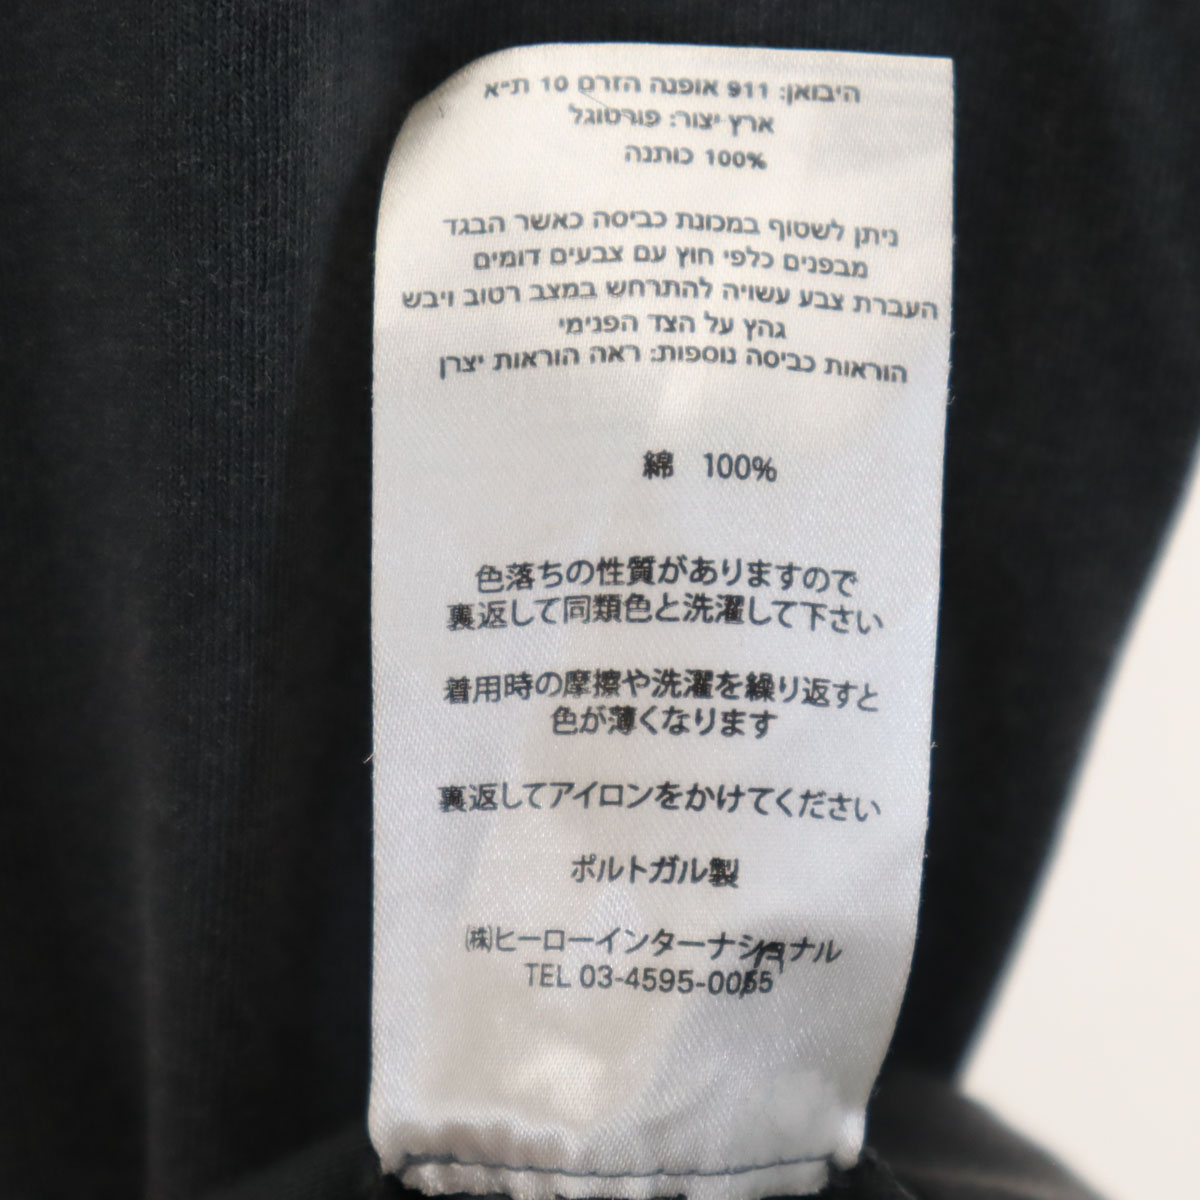 היבואן: 911 אופנה הזרם 10 ת״א
ארץ יצור: פורטוגל
100% כותנה
ניתן לשטוף במכונת כביסה כאשר הבגד
מבפנים כלפי חוץ עם צבעים דומים
העברת צבע עשויה להתרחש במצב רטוב ויבש
גהץ על הצד הפנימי
הוראות כביסה נוספות: ראה הוראות יצרן
綿 100%
色落ちの性質がありますので
裏返して同類色と洗濯して下さい
着用時の摩擦や洗濯を繰り返すと
色が薄くなります
裏返してアイロンをかけてください
ポルトガル製
㈱ヒーローインターナショナル
TEL 03-4595-0055